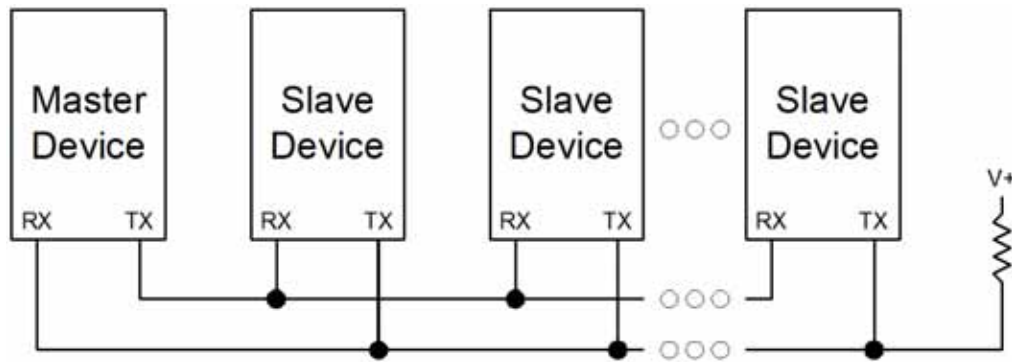 Master
Device
Slave
Device
Slave
Device
Slave
Device
V+
RX TX
RX TX
RX TX
RX TX